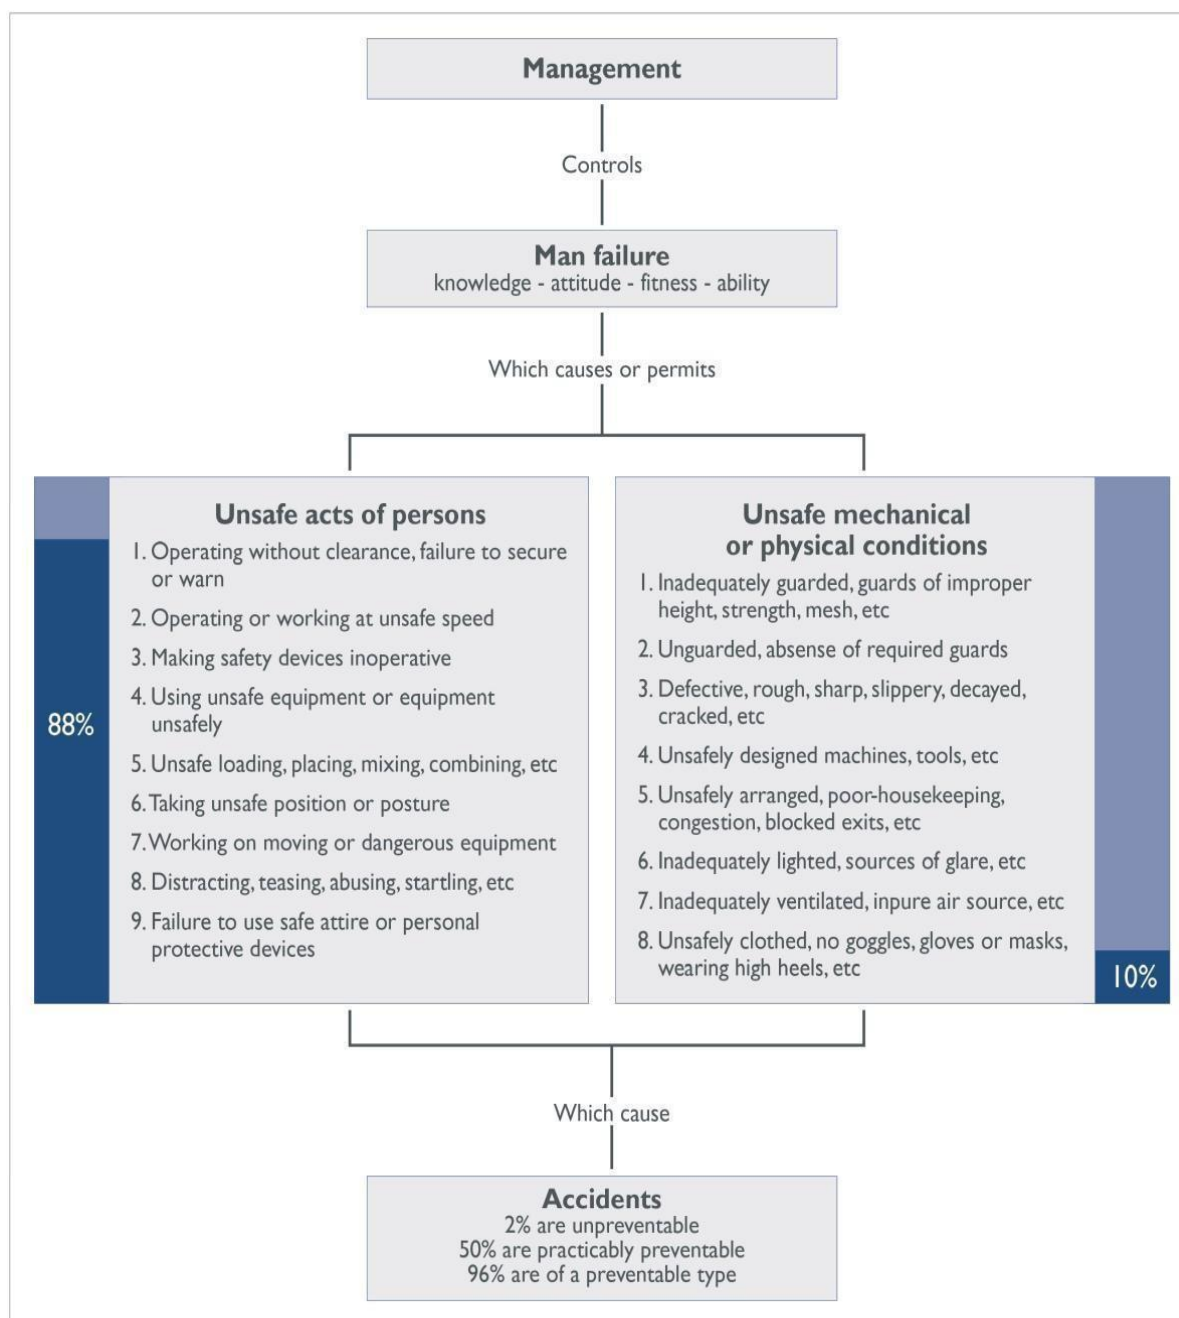 Management
Controls
Man failure
knowledge - attitude - fitness - ability
Which causes or permits
88%
Unsafe acts of persons
1. Operating without clearance, failure to secure
or warn
2. Operating or working at unsafe speed
3. Making safety devices inoperative
4. Using unsafe equipment or equipment
unsafely
5. Unsafe loading, placing, mixing, combining, etc
6. Taking unsafe position or posture
7. Working on moving or dangerous equipment
8. Distracting, teasing, abusing, startling, etc
9. Failure to use safe attire or personal
protective devices
Unsafe mechanical
or physical conditions
1. Inadequately guarded, guards of improper
height, strength, mesh, etc
2. Unguarded, absense of required guards
3. Defective, rough, sharp, slippery, decayed,
cracked, etc
4. Unsafely designed machines, tools, etc
5. Unsafely arranged, poor-housekeeping,
congestion, blocked exits, etc
6. Inadequately lighted, sources of glare, etc
7. Inadequately ventilated, inpure air source, etc
8. Unsafely clothed, no goggles, gloves or masks,
wearing high heels, etc
10%
Which cause
Accidents
2% are unpreventable
50% are practicably preventable
96% are of a preventable type